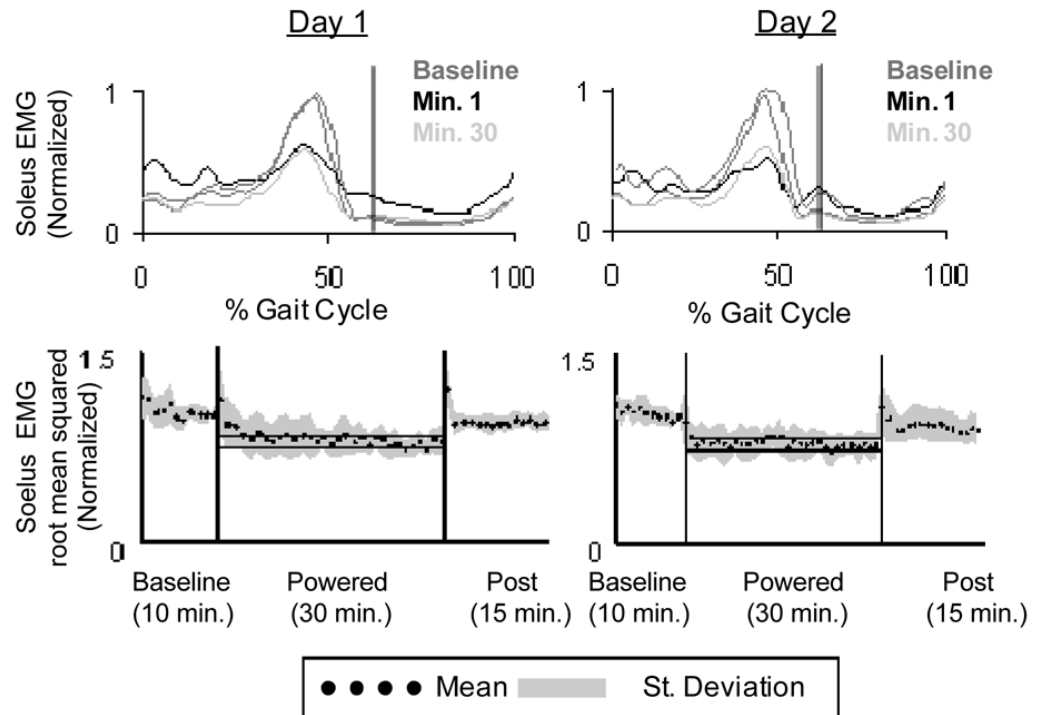 Day 1
Day 2
Soleus EMG
(Normalized)
1
0
Baseline
Min. 1
Min. 30
0
50
100
% Gait Cycle
1
0
Baseline
Min. 1
Min. 30
0
50
100
% Gait Cycle
Soelus EMG
root mean squared
(Normalized)
1.5
0
1.5
0
Baseline
(10 min.)
Powered
(30 min.)
Post
(15 min.)
Baseline
(10 min.)
Powered
(30 min.)
Post
(15 min.)
Mean
St. Deviation